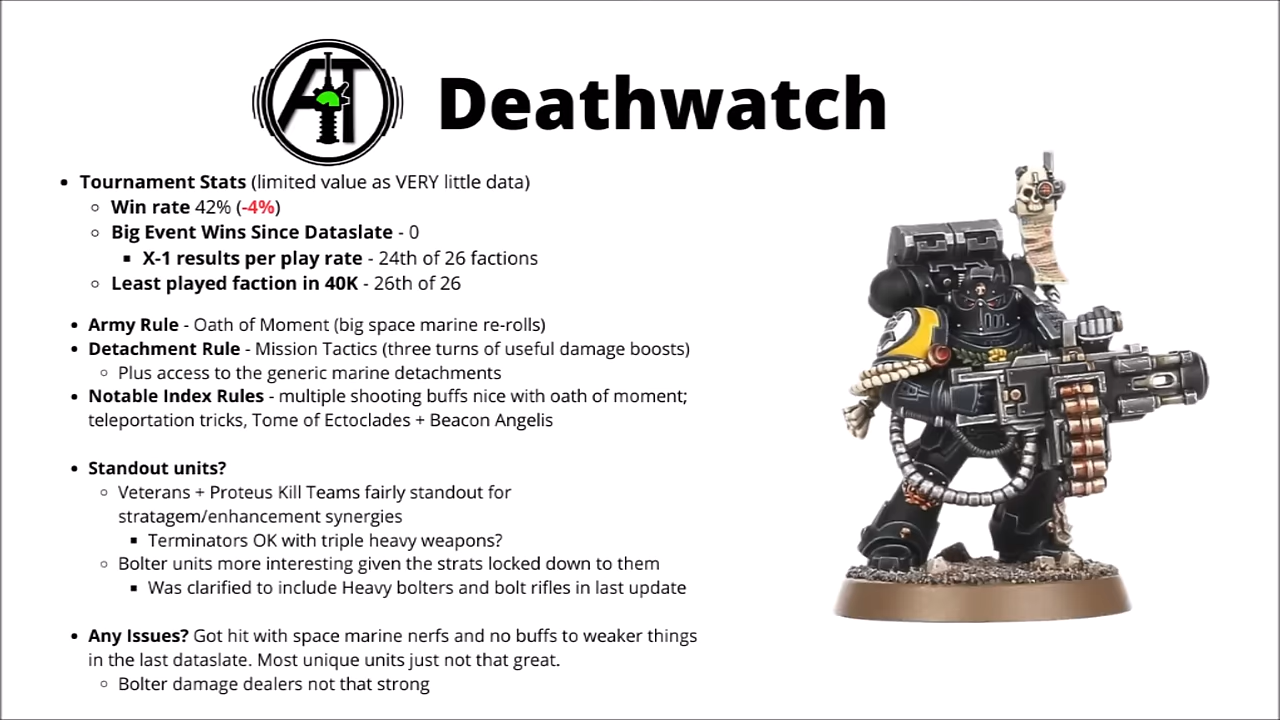 AT
Deathwatch
Tournament Stats (limited value as VERY little data)
Win rate 42% (-4%)
Big Event Wins Since Dataslate - 0
X-1 results per play rate - 24th of 26 factions
Least played faction in 40K - 26th of 26
Army Rule - Oath of Moment (big space marine re-rolls)
Detachment Rule - Mission Tactics (three turns of useful damage boosts)
Plus access to the generic marine detachments
Notable Index Rules - multiple shooting buffs nice with oath of moment;
teleportation tricks, Tome of Ectoclades + Beacon Angelis
Standout units?
Veterans + Proteus Kill Teams fairly standout for
stratagem/enhancement synergies
Terminators OK with triple heavy weapons?
Bolter units more interesting given the strats locked down to them
Was clarified to include Heavy bolters and bolt rifles in last update
Any Issues? Got hit with space marine nerfs and no buffs to weaker things
in the last dataslate. Most unique units just not that great.
Bolter damage dealers not that strong